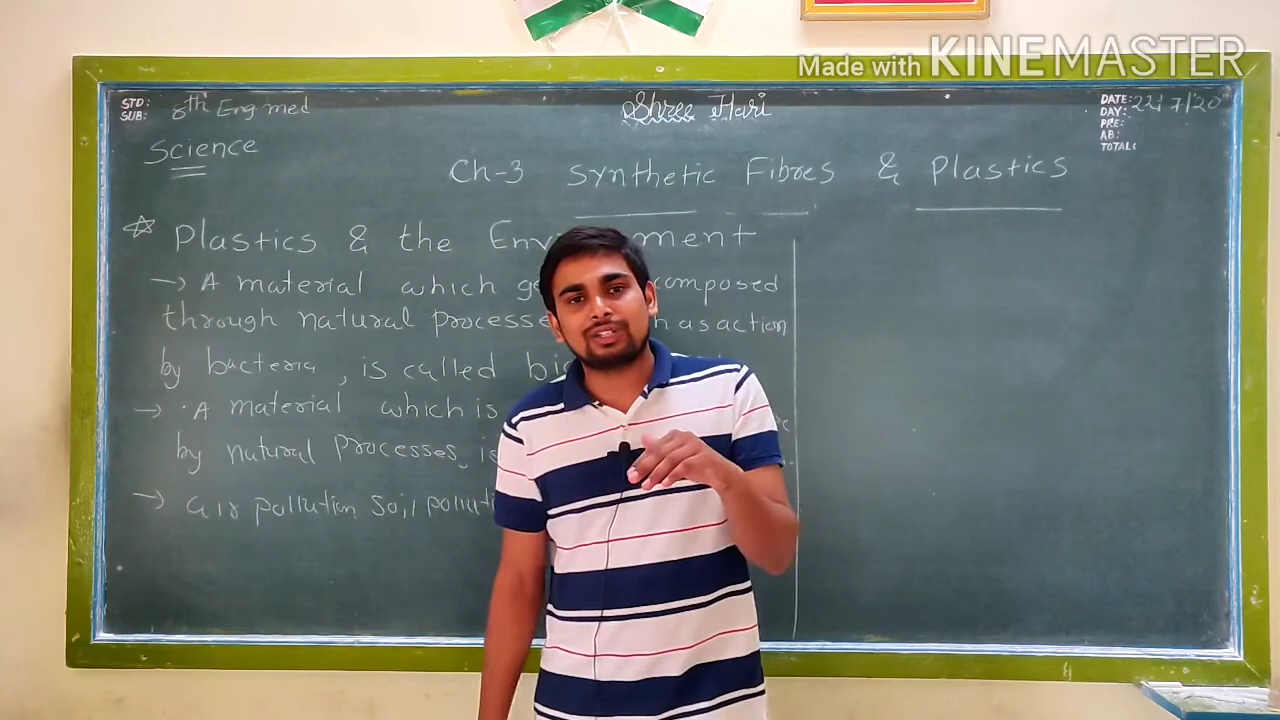 Made with KINEMASTER
STD: 8th Eng med
SUB:
Shree Hari
DATE: 22/7/20
DAY:
PRE:
AB:
TOTAL:
Science
Ch-3 Synthetic Fibres & Plastics
Plastics & the Env ment
→ A material which ge composed
through natural processe h as action
by bacteria, is called bi
→ A material which is
by natural processes, is
→ air pollution soil polluti